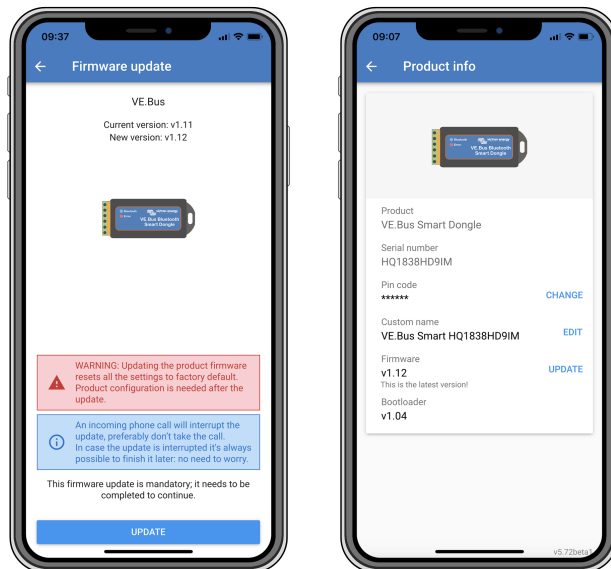 09:37
Firmware update
VE.Bus
Current version: v1.11
New version: v1.12
victron energy
VE.Bus Bluetooth
Smart Dongle
WARNING: Updating the product firmware
resets all the settings to factory default.
Product configuration is needed after the
update.
An incoming phone call will interrupt the
update, preferably don't take the call.
In case the update is interrupted it's always
possible to finish it later: no need to worry.
This firmware update is mandatory; it needs to be
completed to continue.
UPDATE
09:07
Product info
Bluetooth
Error
victron energy
VE.Bus Bluetooth
Smart Dongle
Product
VE.Bus Smart Dongle
Serial number
HQ1838HD9IM
Pin code
****** CHANGE
Custom name
VE.Bus Smart HQ1838HD9IM EDIT
Firmware
v1.12 UPDATE
This is the latest version!
Bootloader
v1.04
v5.72beta1